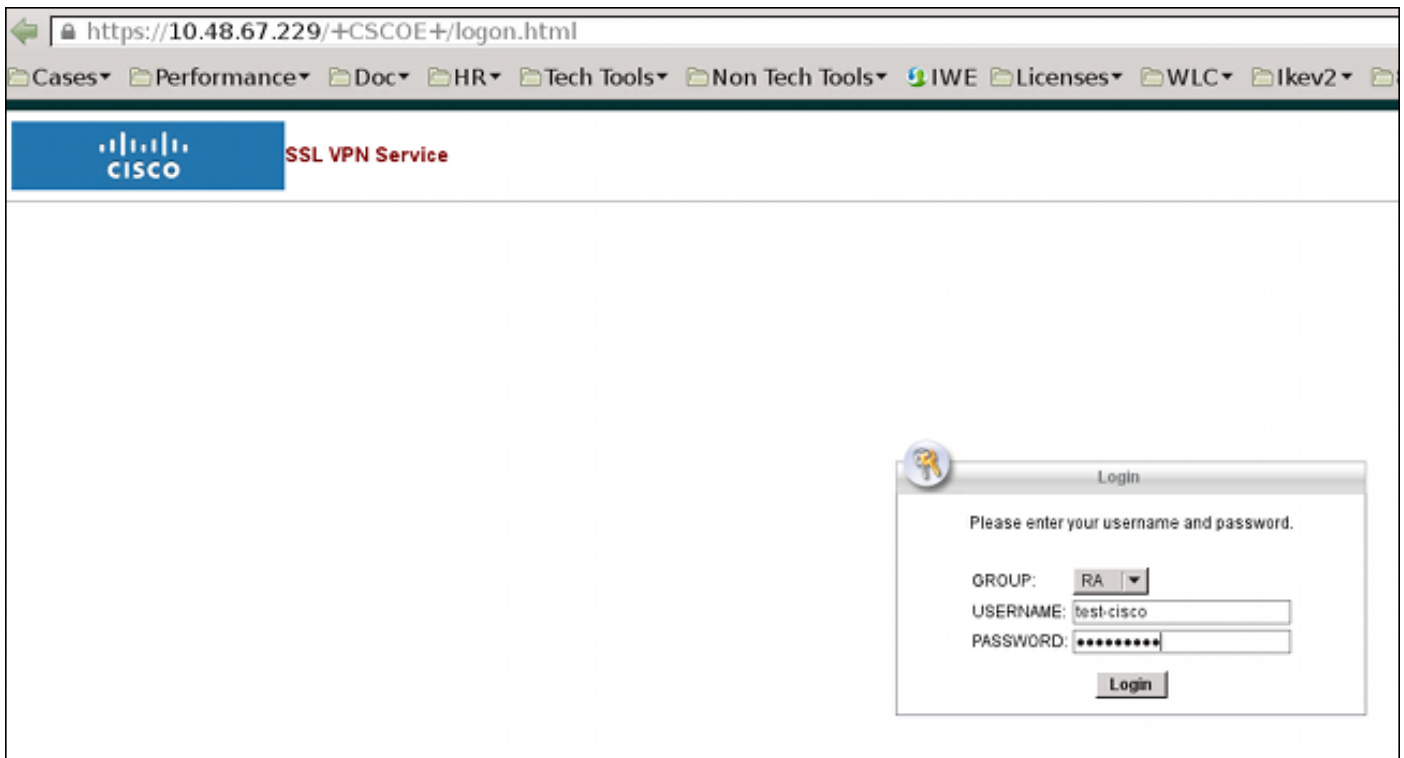 https://10.48.67.229/+CSCOE+/logon.html
Cases Performance Doc HR Tech Tools Non Tech Tools IWE Licenses WLC Ikev2
CISCO
SSL VPN Service
Login
Please enter your username and password.
GROUP: RA
USERNAME: test-cisco
PASSWORD: •••••••••
Login